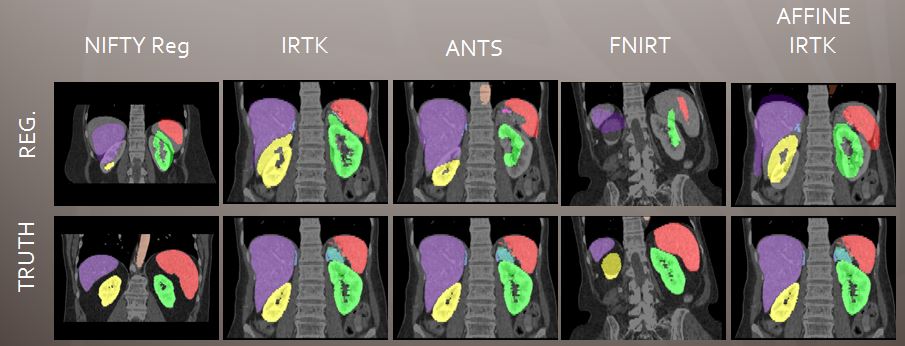 NIFTY Reg
IRTK
ANTS
FNIRT
AFFINE
IRTK
REG.
TRUTH